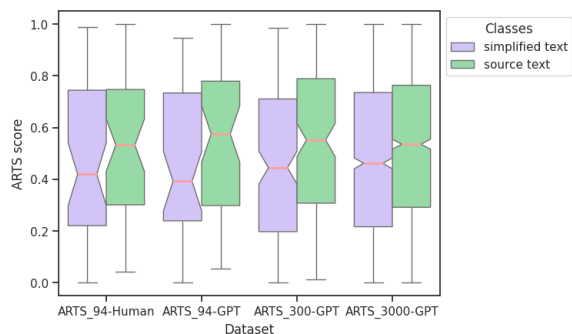 Classes
simplified text
source text
ARTS score
1.0
0.8
0.6
0.4
0.2
0.0
ARTS_94-Human ARTS_94-GPT ARTS_300-GPT ARTS_3000-GPT
Dataset